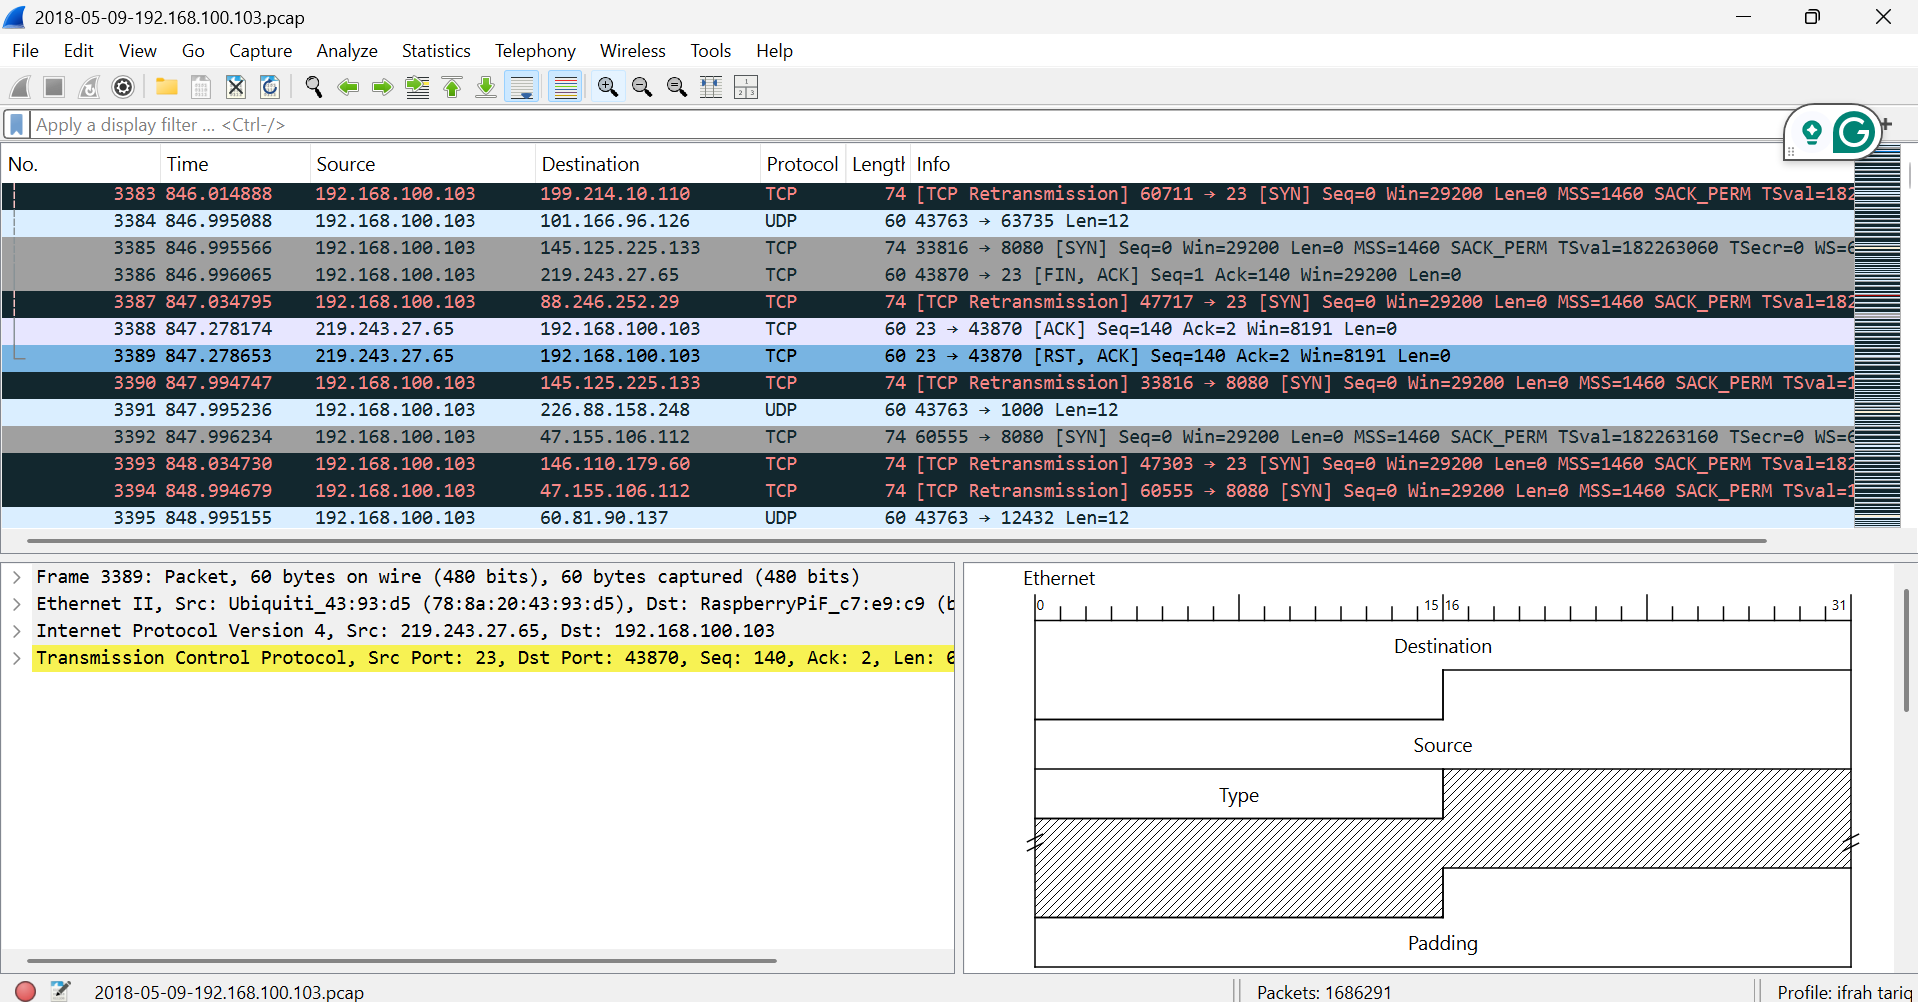 2018-05-09-192.168.100.103.pcap
File Edit View Go Capture Analyze Statistics Telephony Wireless Tools Help
Apply a display filter ... <Ctrl-/>
No. Time Source Destination Protocol Length Info
3383 846.014888 192.168.100.103 199.214.10.110 TCP 74 [TCP Retransmission] 60711 → 23 [SYN] Seq=0 Win=29200 Len=0 MSS=1460 SACK_PERM TSval=182
3384 846.995088 192.168.100.103 101.166.96.126 UDP 60 43763 → 63735 Len=12
3385 846.995566 192.168.100.103 145.125.225.133 TCP 74 33816 → 8080 [SYN] Seq=0 Win=29200 Len=0 MSS=1460 SACK_PERM TSval=182263060 TSecr=0 WS=6
3386 846.996065 192.168.100.103 219.243.27.65 TCP 60 43870 → 23 [FIN, ACK] Seq=1 Ack=140 Win=29200 Len=0
3387 847.034795 192.168.100.103 88.246.252.29 TCP 74 [TCP Retransmission] 47717 → 23 [SYN] Seq=0 Win=29200 Len=0 MSS=1460 SACK_PERM TSval=182
3388 847.278174 219.243.27.65 192.168.100.103 TCP 60 23 → 43870 [ACK] Seq=140 Ack=2 Win=8191 Len=0
3389 847.278653 219.243.27.65 192.168.100.103 TCP 60 23 → 43870 [RST, ACK] Seq=140 Ack=2 Win=8191 Len=0
3390 847.994747 192.168.100.103 145.125.225.133 TCP 74 [TCP Retransmission] 33816 → 8080 [SYN] Seq=0 Win=29200 Len=0 MSS=1460 SACK_PERM TSval=1
3391 847.995236 192.168.100.103 226.88.158.248 UDP 60 43763 → 1000 Len=12
3392 847.996234 192.168.100.103 47.155.106.112 TCP 74 60555 → 8080 [SYN] Seq=0 Win=29200 Len=0 MSS=1460 SACK_PERM TSval=182263160 TSecr=0 WS=6
3393 848.034730 192.168.100.103 146.110.179.60 TCP 74 [TCP Retransmission] 47303 → 23 [SYN] Seq=0 Win=29200 Len=0 MSS=1460 SACK_PERM TSval=182
3394 848.994679 192.168.100.103 47.155.106.112 TCP 74 [TCP Retransmission] 60555 → 8080 [SYN] Seq=0 Win=29200 Len=0 MSS=1460 SACK_PERM TSval=1
3395 848.995155 192.168.100.103 60.81.90.137 UDP 60 43763 → 12432 Len=12
Frame 3389: Packet, 60 bytes on wire (480 bits), 60 bytes captured (480 bits)
Ethernet II, Src: Ubiquiti_43:93:d5 (78:8a:20:43:93:d5), Dst: RaspberryPiF_c7:e9:c9 (b
Internet Protocol Version 4, Src: 219.243.27.65, Dst: 192.168.100.103
Transmission Control Protocol, Src Port: 23, Dst Port: 43870, Seq: 140, Ack: 2, Len: 0
Ethernet
0 15 16 31
Destination
Source
Type
Padding
2018-05-09-192.168.100.103.pcap
Packets: 1686291
Profile: ifrah tariq